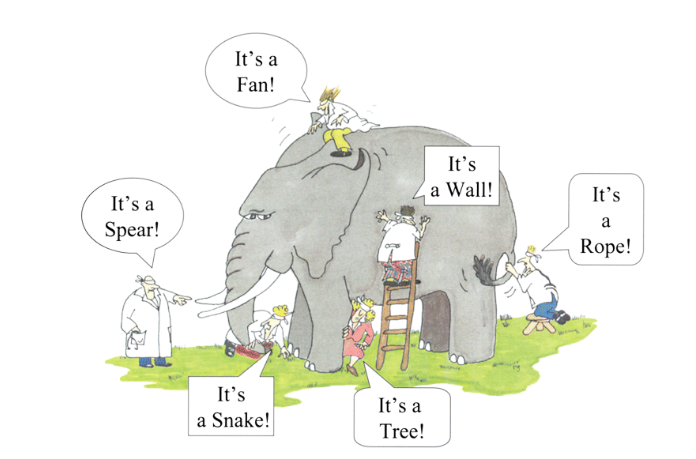 It's a
Fan!
It's
a Wall!
It's
a
Rope!
It's a
Spear!
It's
a Snake!
It's a
Tree!